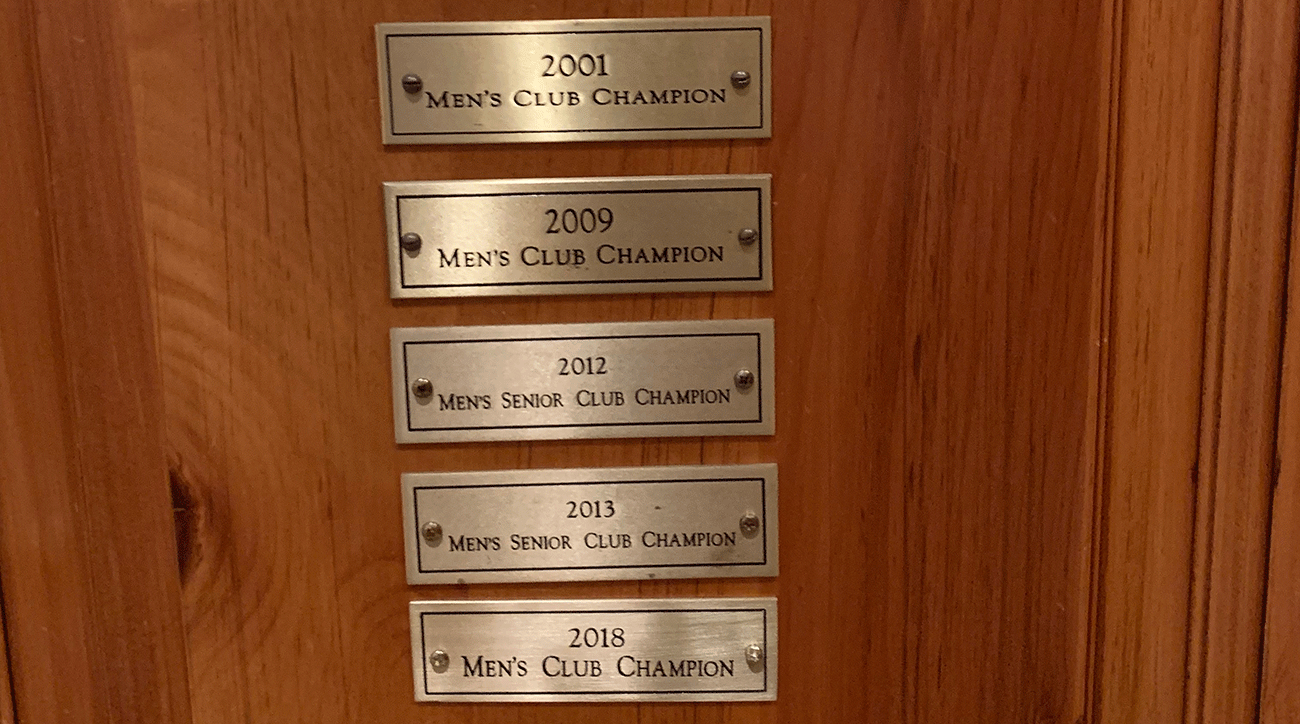 2001
MEN'S CLUB CHAMPION
2009
MEN'S CLUB CHAMPION
2012
MEN'S SENIOR CLUB CHAMPION
2013
MEN'S SENIOR CLUB CHAMPION
2018
MEN'S CLUB CHAMPION